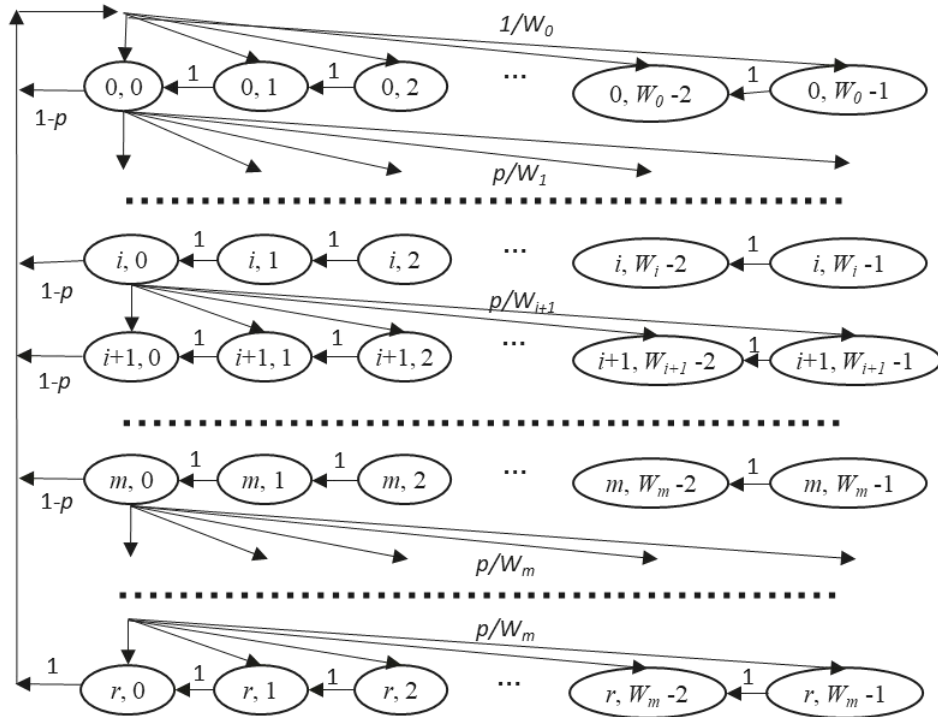 1/W₀
0, 0 1 0, 1 1 0, 2 ... 0, W₀ -2 1 0, W₀ -1
1-p
p/W₁
i, 0 1 i, 1 1 i, 2 ... i, Wᵢ -2 1 i, Wᵢ -1
1-p
p/Wᵢ₊₁
i+1, 0 1 i+1, 1 1 i+1, 2 ... i+1, Wᵢ₊₁ -2 1 i+1, Wᵢ₊₁ -1
1-p
m, 0 1 m, 1 1 m, 2 ... m, Wₘ -2 1 m, Wₘ -1
1-p
p/Wₘ
p/Wₘ
1 r, 0 1 r, 1 1 r, 2 ... r, Wₘ -2 1 r, Wₘ -1